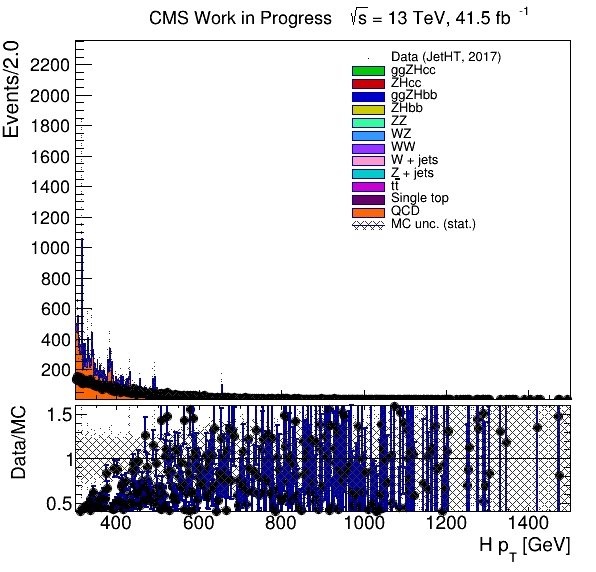 CMS Work in Progress √s = 13 TeV, 41.5 fb -1
Events/2.0
2200
2000
1800
1600
1400
1200
1000
800
600
400
200
Data (JetHT, 2017)
ggZHcc
ZHcc
ggZHbb
ZHbb
ZZ
WZ
WW
W + jets
Z + jets
tt̅
Single top
QCD
MC unc. (stat.)
Data/MC
1.5
1
0.5
400 600 800 1000 1200 1400
H pT [GeV]